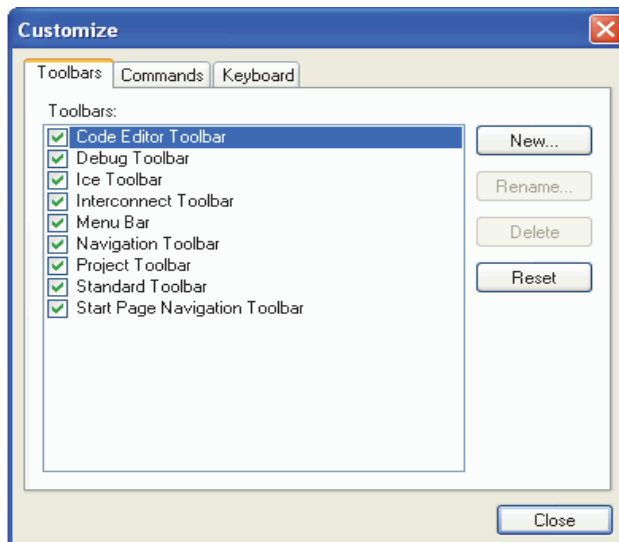 Customize
Toolbars Commands Keyboard
Toolbars:
Code Editor Toolbar
Debug Toolbar
Ice Toolbar
Interconnect Toolbar
Menu Bar
Navigation Toolbar
Project Toolbar
Standard Toolbar
Start Page Navigation Toolbar
New...
Rename...
Delete
Reset
Close